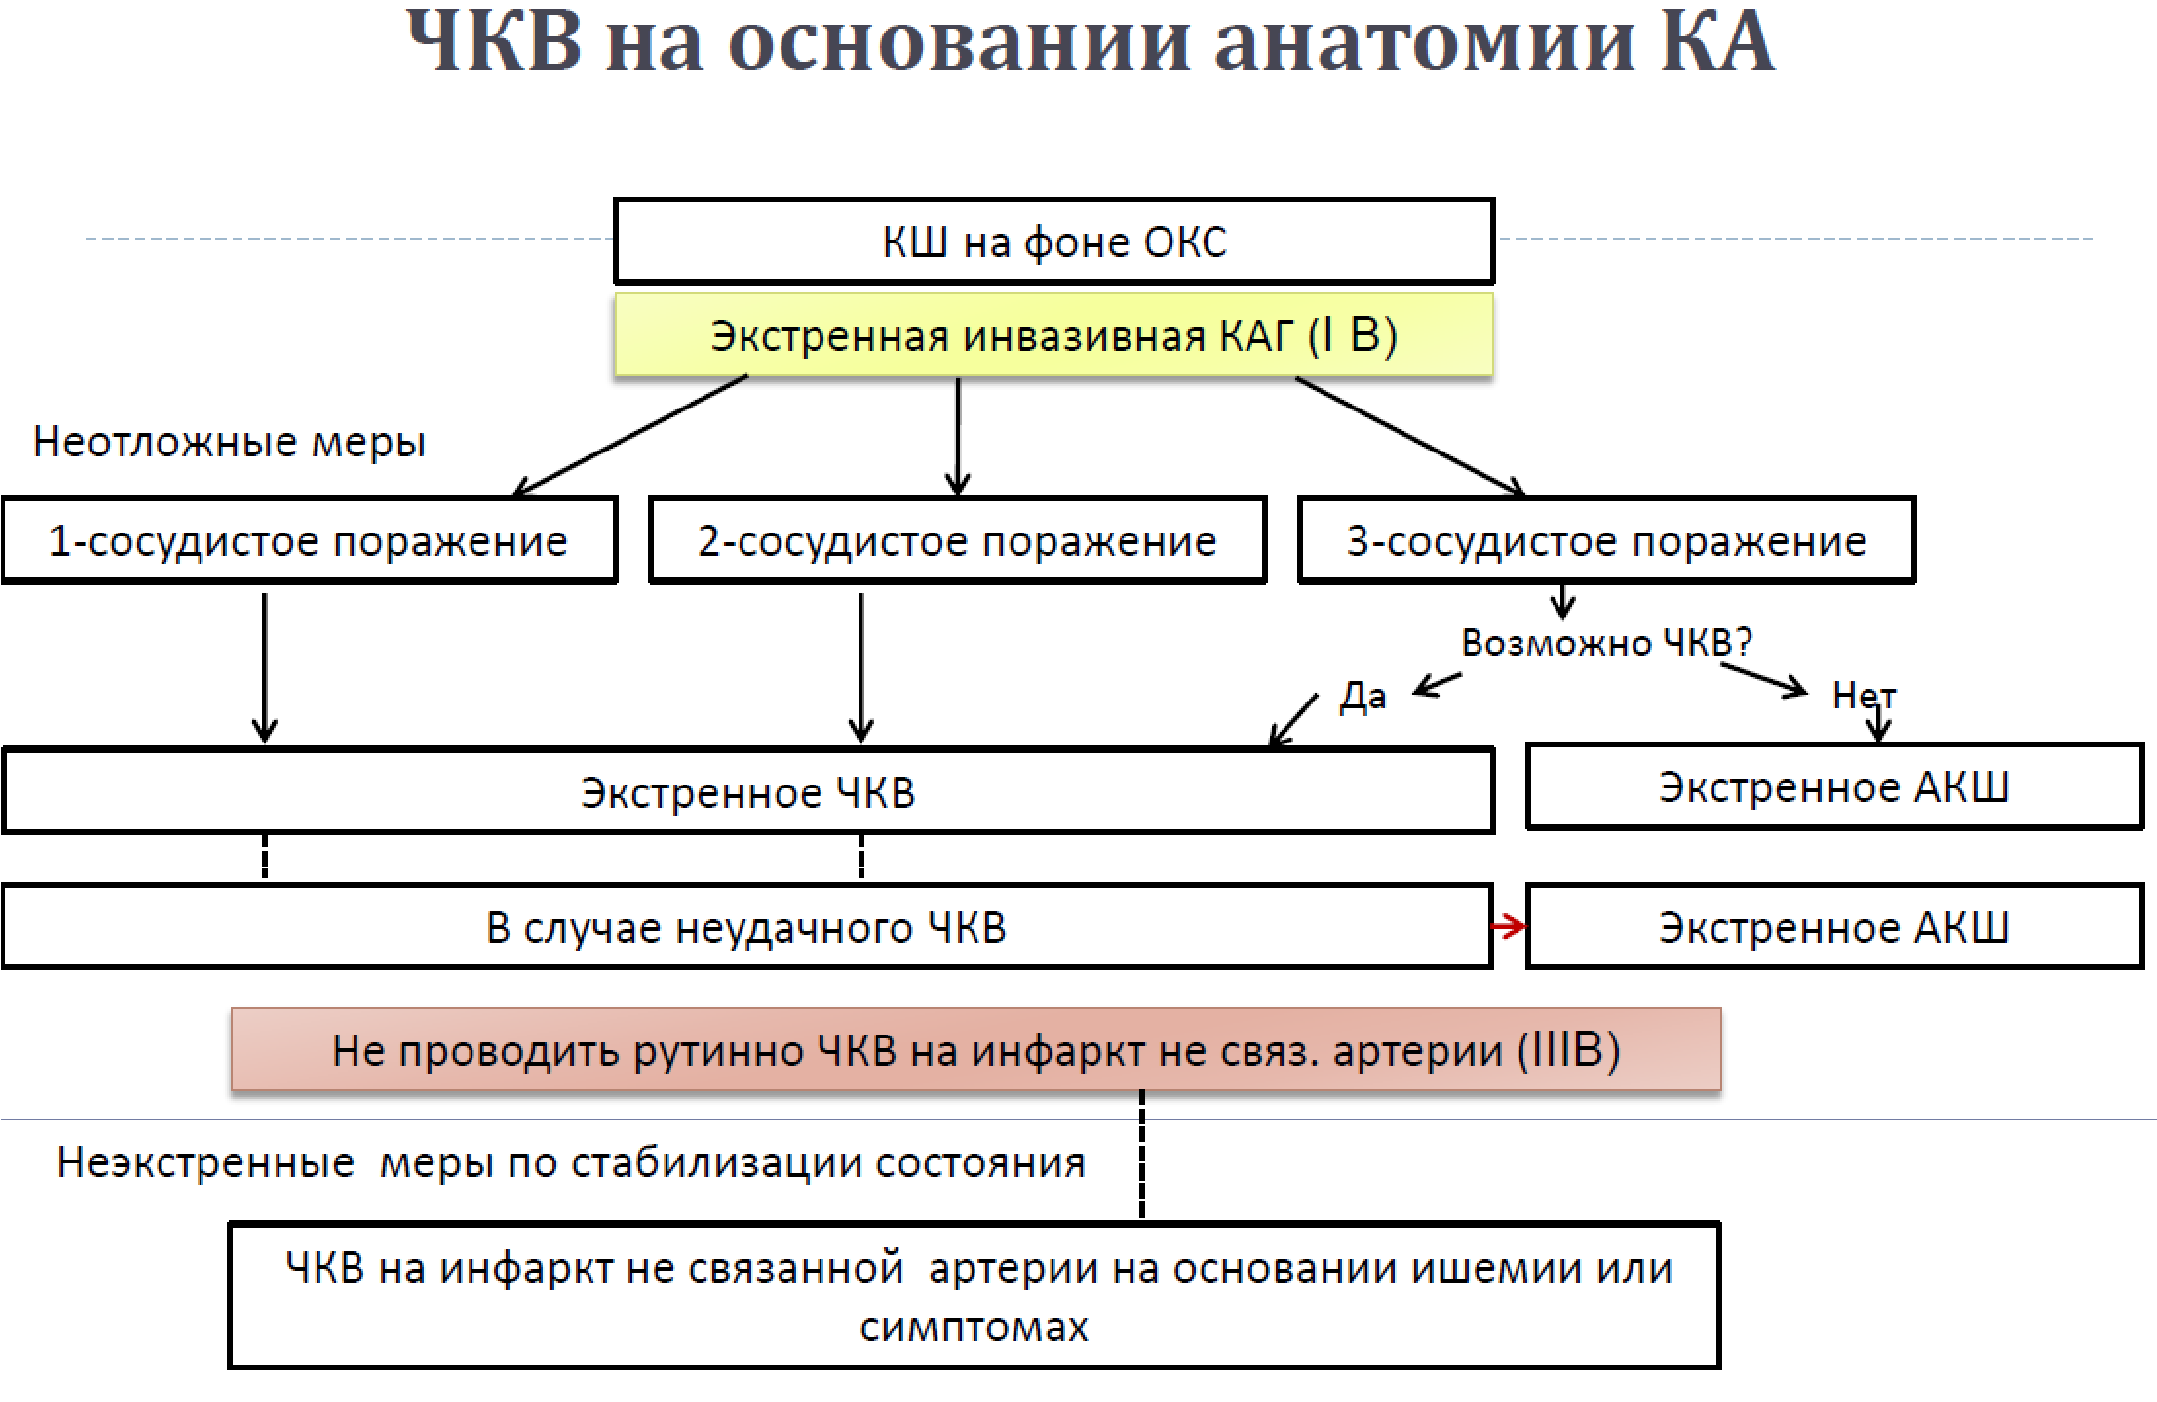 ЧКВ на основании анатомии КА
КШ на фоне ОКС
Экстренная инвазивная КАГ (I B)
Неотложные меры
1-сосудистое поражение
2-сосудистое поражение
3-сосудистое поражение
Возможно ЧКВ?
Да
Нет
Экстренное ЧКВ
Экстренное АКШ
В случае неудачного ЧКВ
Экстренное АКШ
Не проводить рутинно ЧКВ на инфаркт не связ. артерии (IIIB)
Неэкстренные меры по стабилизации состояния
ЧКВ на инфаркт не связанной артерии на основании ишемии или
симптомах